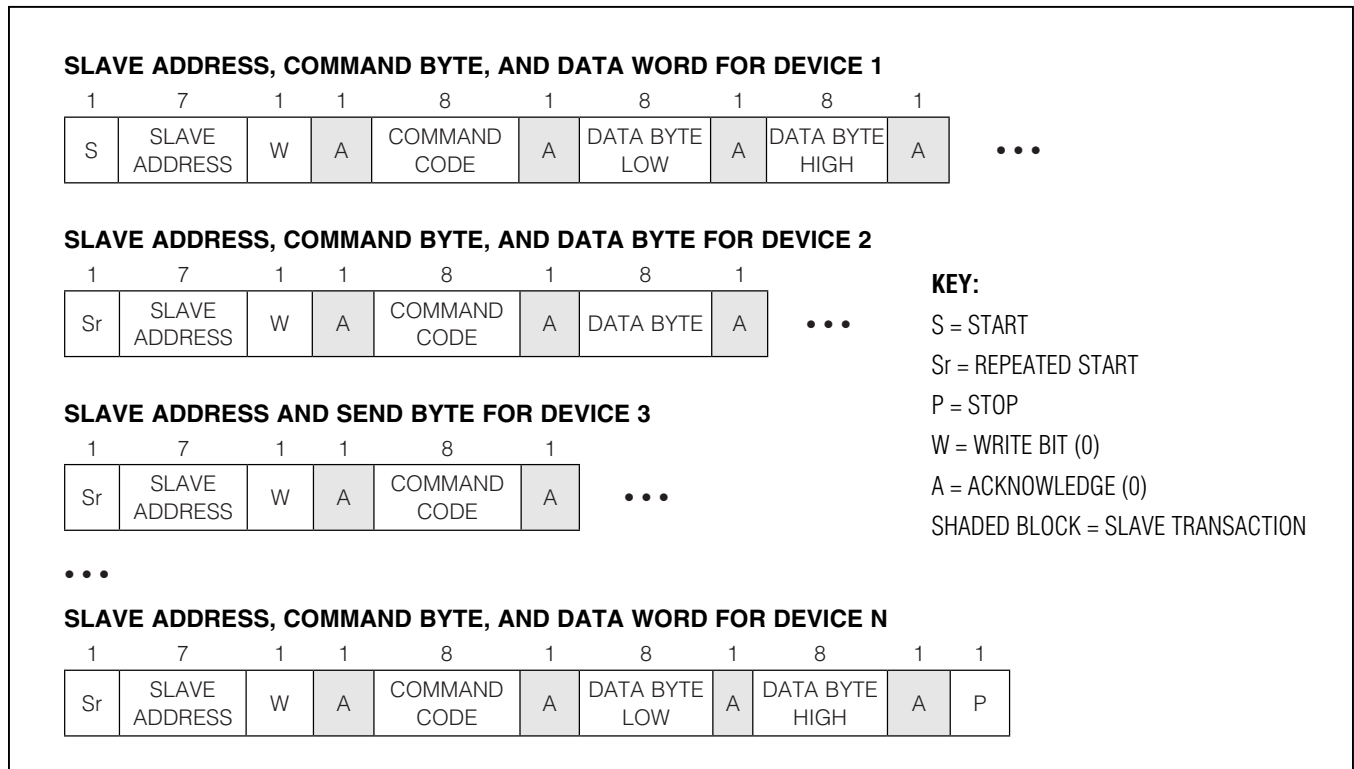 SLAVE ADDRESS, COMMAND BYTE, AND DATA WORD FOR DEVICE 1
1 7 1 1 8 1 8 1 8 1
S SLAVE ADDRESS W A COMMAND CODE A DATA BYTE LOW A DATA BYTE HIGH A •••
SLAVE ADDRESS, COMMAND BYTE, AND DATA BYTE FOR DEVICE 2
1 7 1 1 8 1 8 1
Sr SLAVE ADDRESS W A COMMAND CODE A DATA BYTE A •••
SLAVE ADDRESS AND SEND BYTE FOR DEVICE 3
1 7 1 1 8 1
Sr SLAVE ADDRESS W A COMMAND CODE A •••
•••
SLAVE ADDRESS, COMMAND BYTE, AND DATA WORD FOR DEVICE N
1 7 1 1 8 1 8 1 8 1 1
Sr SLAVE ADDRESS W A COMMAND CODE A DATA BYTE LOW A DATA BYTE HIGH A P
KEY:
S = START
Sr = REPEATED START
P = STOP
W = WRITE BIT (0)
A = ACKNOWLEDGE (0)
SHADED BLOCK = SLAVE TRANSACTION